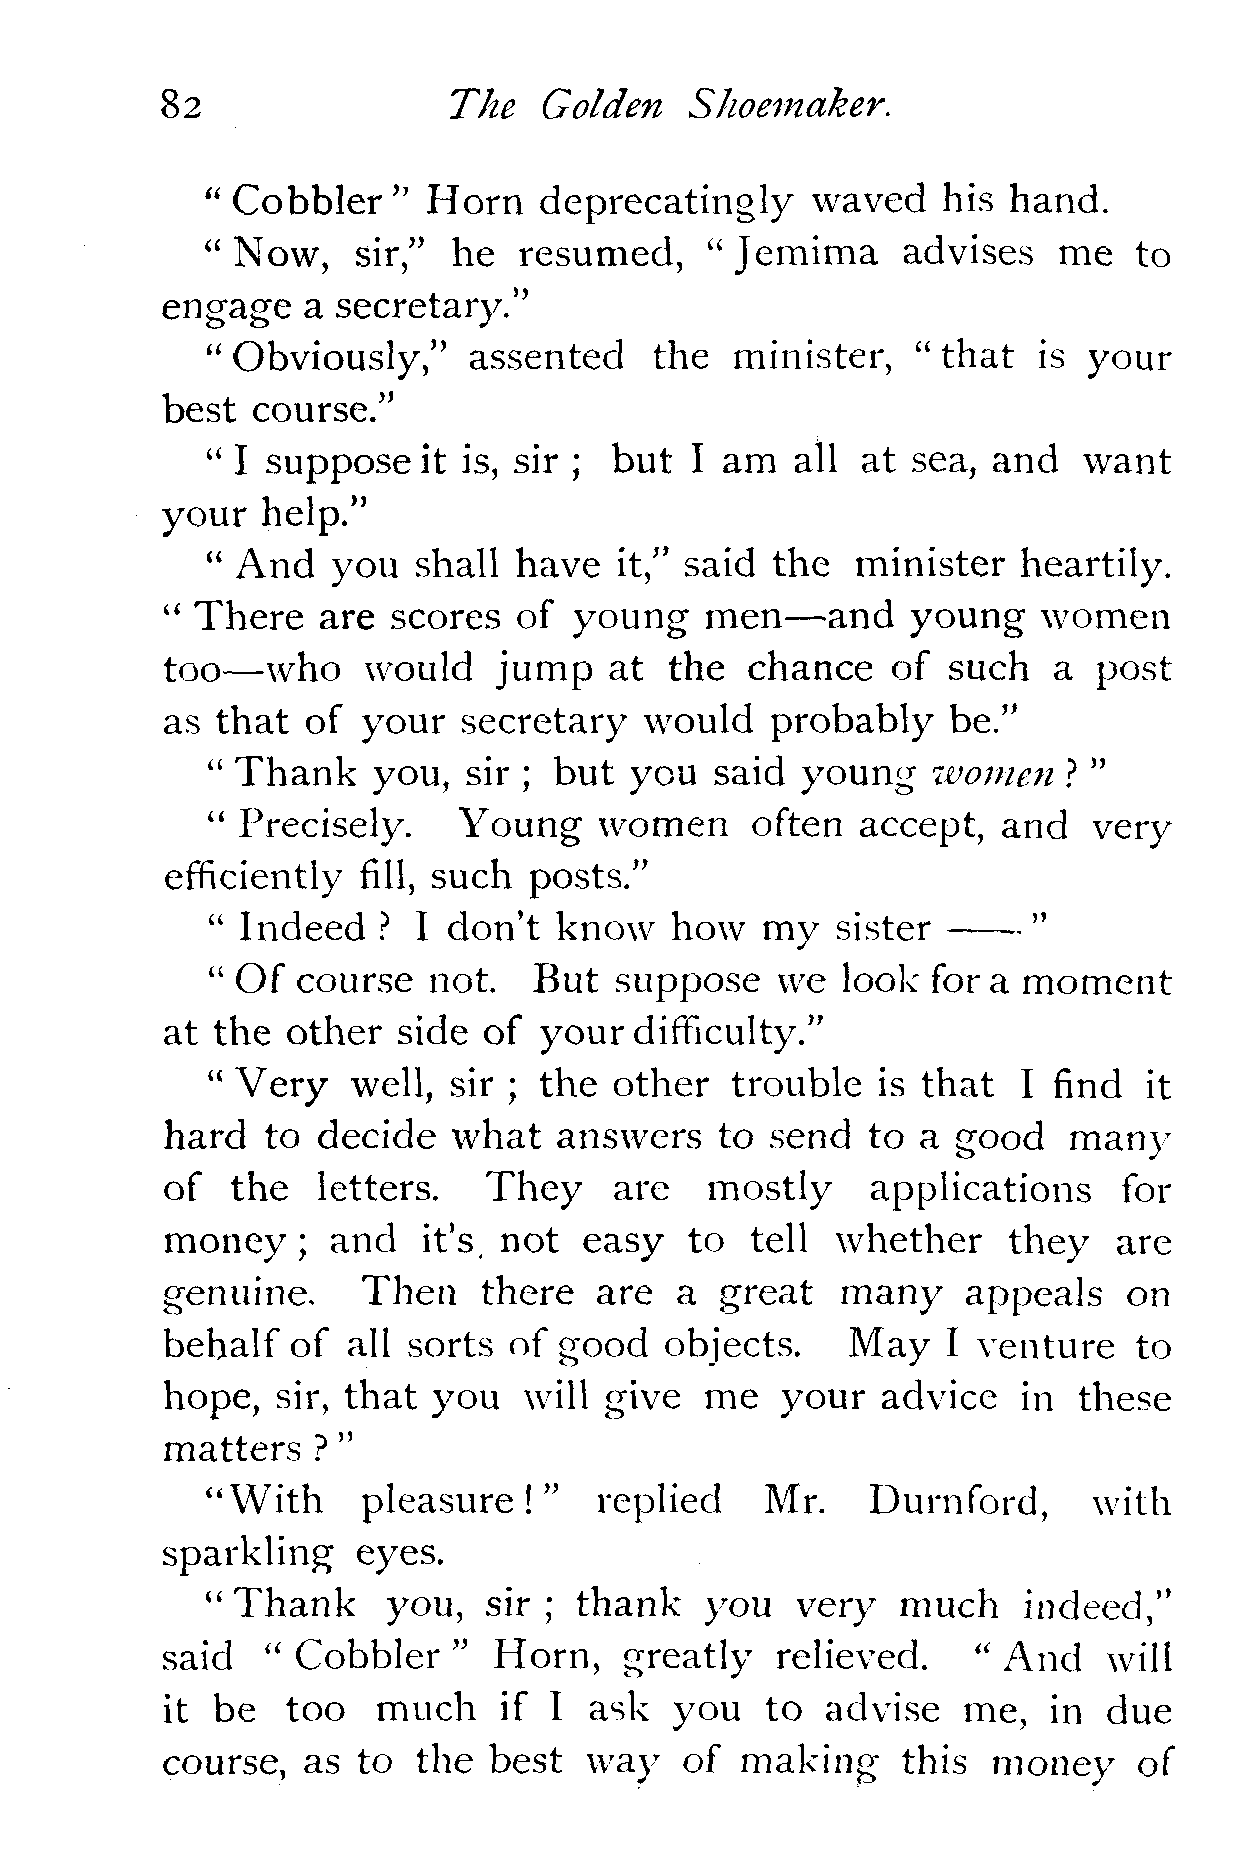 82 The Golden Shoemaker.
" Cobbler " Horn deprecatingly waved his hand.
" Now, sir," he resumed, " Jemima advises me to
engage a secretary."
" Obviously," assented the minister, " that is your
best course."
" I suppose it is, sir ; but I am all at sea, and want
your help."
" And you shall have it," said the minister heartily.
" There are scores of young men—and young women
too—who would jump at the chance of such a post
as that of your secretary would probably be."
" Thank you, sir ; but you said young women ? "
" Precisely. Young women often accept, and very
efficiently fill, such posts."
" Indeed ? I don't know how my sister ——. "
" Of course not. But suppose we look for a moment
at the other side of your difficulty."
" Very well, sir ; the other trouble is that I find it
hard to decide what answers to send to a good many
of the letters. They are mostly applications for
money ; and it's not easy to tell whether they are
genuine. Then there are a great many appeals on
behalf of all sorts of good objects. May I venture to
hope, sir, that you will give me your advice in these
matters ? "
"With pleasure ! " replied Mr. Durnford, with
sparkling eyes.
" Thank you, sir ; thank you very much indeed,"
said " Cobbler " Horn, greatly relieved. " And will
it be too much if I ask you to advise me, in due
course, as to the best way of making this money of